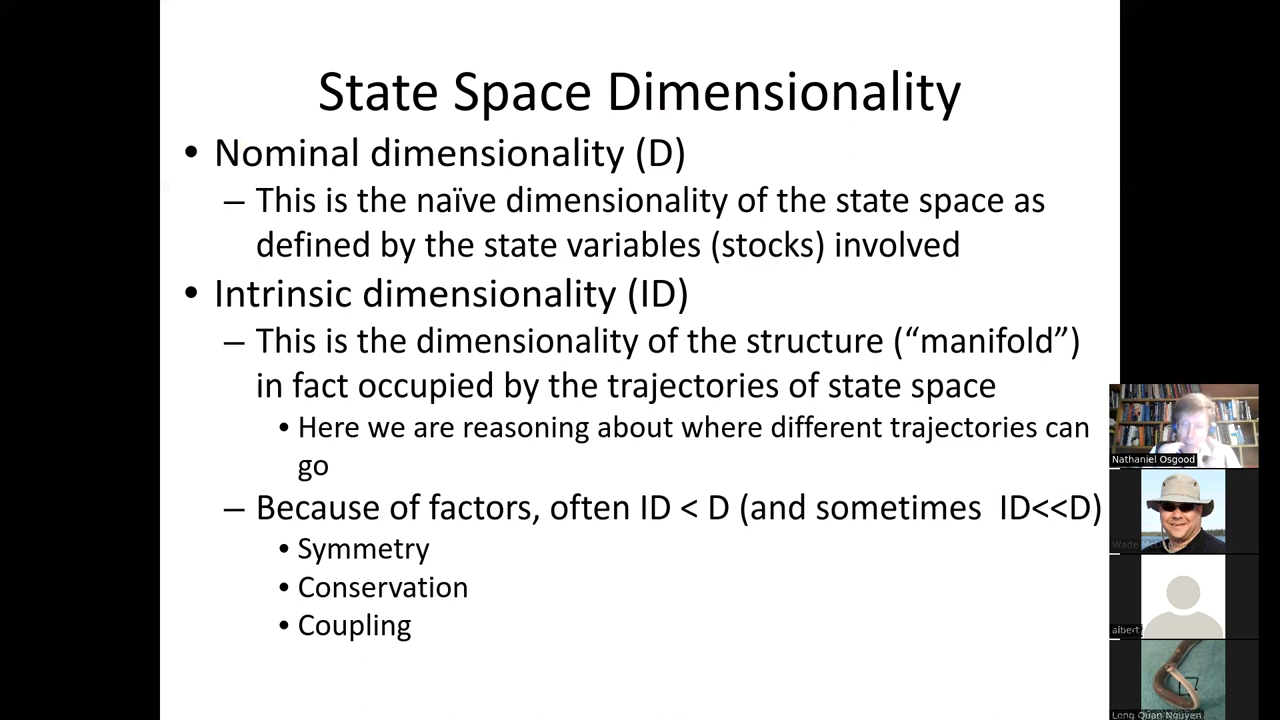 State Space Dimensionality
• Nominal dimensionality (D)
– This is the naïve dimensionality of the state space as
defined by the state variables (stocks) involved
• Intrinsic dimensionality (ID)
– This is the dimensionality of the structure (“manifold”)
in fact occupied by the trajectories of state space
• Here we are reasoning about where different trajectories can
go
– Because of factors, often ID < D (and sometimes ID<<D)
• Symmetry
• Conservation
• Coupling
Nathaniel Osgood
Wade McDonald
albert
Long Quan Nguyen